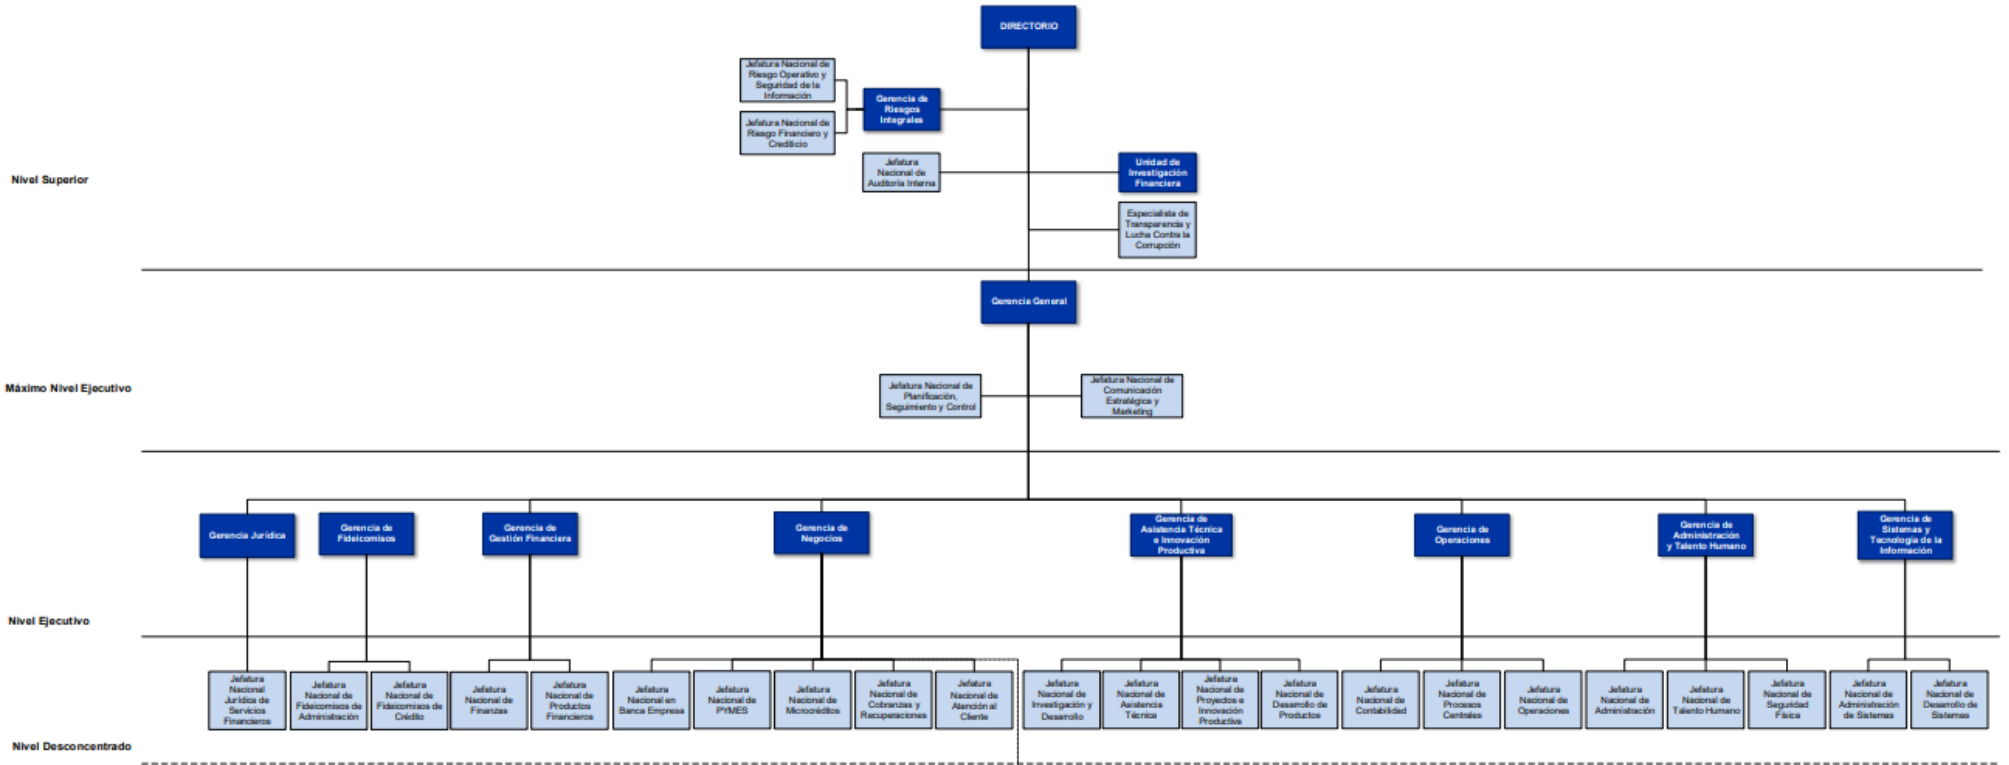 DIRECTORIO
Jefatura Nacional de
Riesgo Operativo y
Seguridad de la
Información
Gerencia de
Riesgos
Integrales
Jefatura Nacional de
Riesgo Financiero y
Crediticio
Jefatura
Nacional de
Auditoría Interna
Unidad de
Investigación
Financiera
Nivel Superior
Especialista de
Transparencia y
Lucha Contra la
Corrupción
Gerencia General
Máximo Nivel Ejecutivo
Jefatura Nacional de
Planificación,
Seguimiento y Control
Jefatura Nacional de
Comunicación
Estratégica y
Marketing
Gerencia Jurídica
Gerencia de
Fideicomisos
Gerencia de
Gestión Financiera
Gerencia de
Negocios
Gerencia de
Asistencia Técnica
e Innovación
Productiva
Gerencia de
Operaciones
Gerencia de
Administración
y Talento Humano
Gerencia de
Sistemas y
Tecnología de la
Información
Nivel Ejecutivo
Jefatura
Nacional
Jurídica de
Servicios
Financieros
Jefatura
Nacional de
Fideicomisos de
Administración
Jefatura
Nacional de
Fideicomisos de
Crédito
Jefatura
Nacional de
Finanzas
Jefatura
Nacional de
Productos
Financieros
Jefatura
Nacional en
Banca Empresa
Jefatura
Nacional de
PYMES
Jefatura
Nacional de
Microcréditos
Jefatura
Nacional de
Cobranzas y
Recuperaciones
Jefatura
Nacional de
Atención al
Cliente
Jefatura
Nacional de
Investigación y
Desarrollo
Jefatura
Nacional de
Asistencia
Técnica
Jefatura
Nacional de
Proyectos e
Innovación
Productiva
Jefatura
Nacional de
Desarrollo de
Productos
Jefatura
Nacional de
Contabilidad
Jefatura
Nacional de
Procesos
Centrales
Jefatura
Nacional de
Operaciones
Jefatura
Nacional de
Administración
Jefatura
Nacional de
Talento Humano
Jefatura
Nacional de
Seguridad
Física
Jefatura
Nacional de
Administración
de Sistemas
Jefatura
Nacional de
Desarrollo de
Sistemas
Nivel Desconcentrado